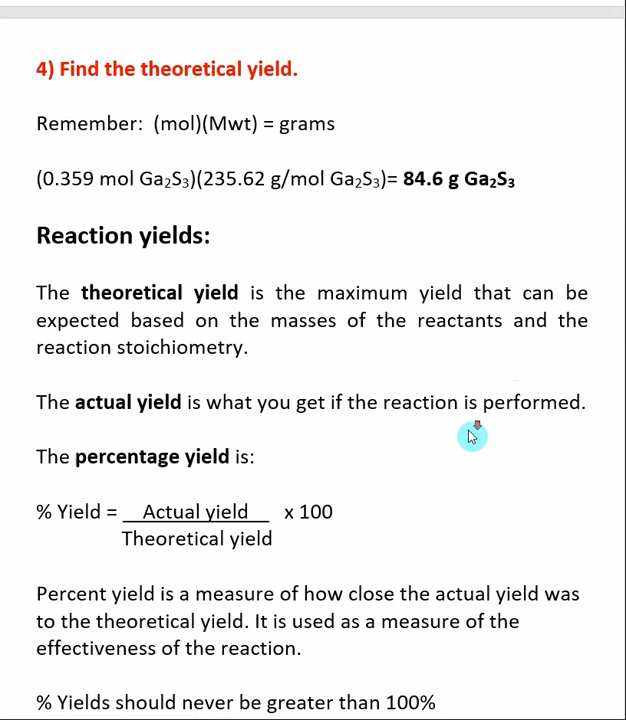 4) Find the theoretical yield.
Remember: (mol)(Mwt) = grams
(0.359 mol Ga₂S₃)(235.62 g/mol Ga₂S₃)= 84.6 g Ga₂S₃
Reaction yields:
The theoretical yield is the maximum yield that can be
expected based on the masses of the reactants and the
reaction stoichiometry.
The actual yield is what you get if the reaction is performed.
The percentage yield is:
% Yield = Actual yield x 100
Theoretical yield
Percent yield is a measure of how close the actual yield was
to the theoretical yield. It is used as a measure of the
effectiveness of the reaction.
% Yields should never be greater than 100%